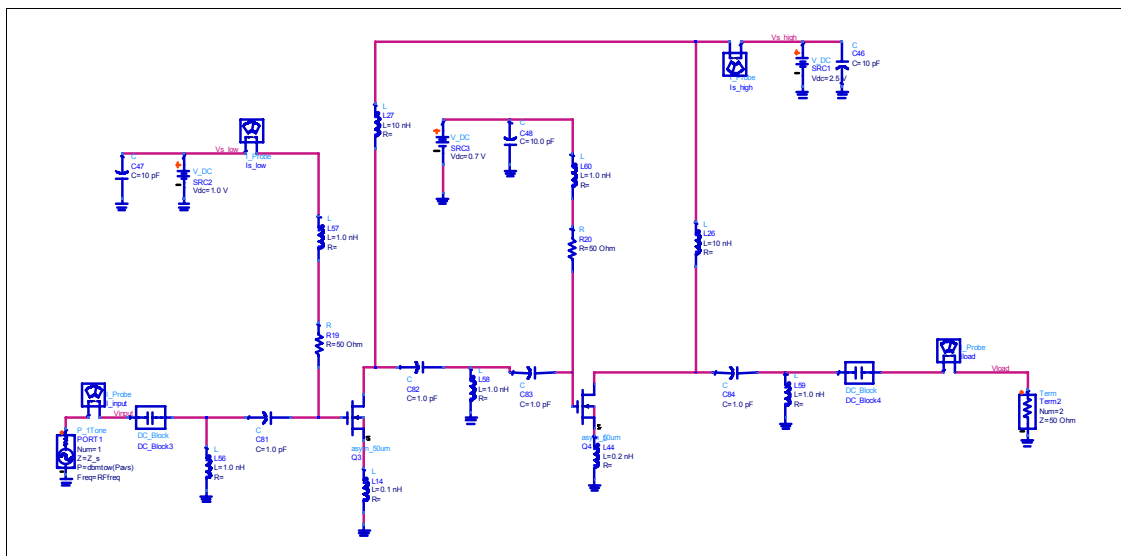 Vs_high
I_Probe
Is_high
V_DC
SRC1
Vdc=2.5 V
C
C46
C=10 pF
L
L27
L=10 nH
R=
V_DC
SRC3
Vdc=0.7 V
C
C48
C=10.0 pF
L
L60
L=1.0 nH
R=
R
R20
R=50 Ohm
L
L26
L=10 nH
R=
C
C47
C=10 pF
V_DC
SRC2
Vdc=1.0 V
Vs_low
I_Probe
Is_low
L
L57
L=1.0 nH
R=
R
R19
R=50 Ohm
I_Probe
I_input
Vinput
P_1Tone
PORT1
Num=1
Z=Z_s
P=dbmtow(Pavs)
Freq=RFfreq
DC_Block
DC_Block3
L
L56
L=1.0 nH
R=
C
C81
C=1.0 pF
asym_50um
Q3
L
L14
L=0.1 nH
R=
C
C82
C=1.0 pF
L
L58
L=1.0 nH
R=
C
C83
C=1.0 pF
asym_50um
Q4
L44
L=0.2 nH
R=
C
C84
C=1.0 pF
L
L59
L=1.0 nH
R=
DC_Block
DC_Block4
_Probe
load
Vload
Term
Term2
Num=2
Z=50 Ohm